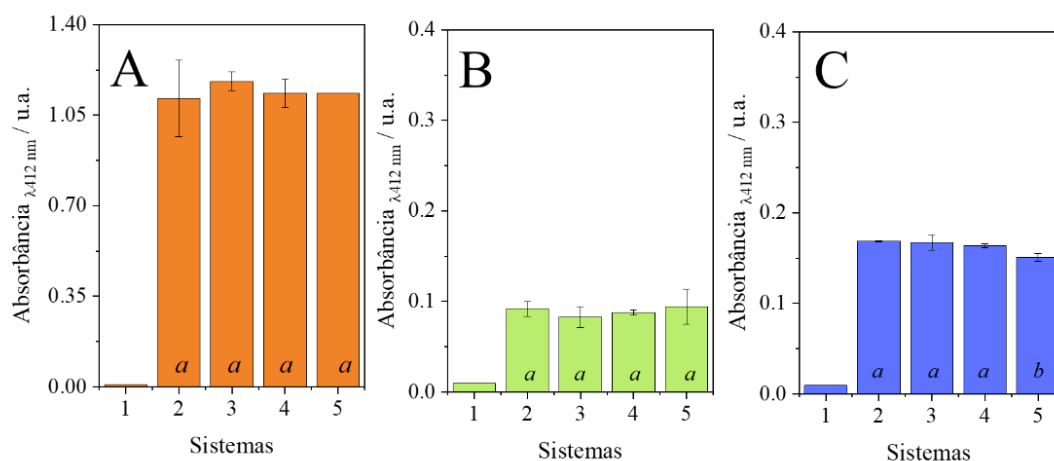 A
1.40
1.05
0.70
0.35
0.00
Absorbância λ412 nm / u.a.
a a a a
1 2 3 4 5
Sistemas
B
0.4
0.3
0.2
0.1
0.0
Absorbância λ412 nm / u.a.
a a a a
1 2 3 4 5
Sistemas
C
0.4
0.3
0.2
0.1
0.0
Absorbância λ412 nm / u.a.
a a a b
1 2 3 4 5
Sistemas